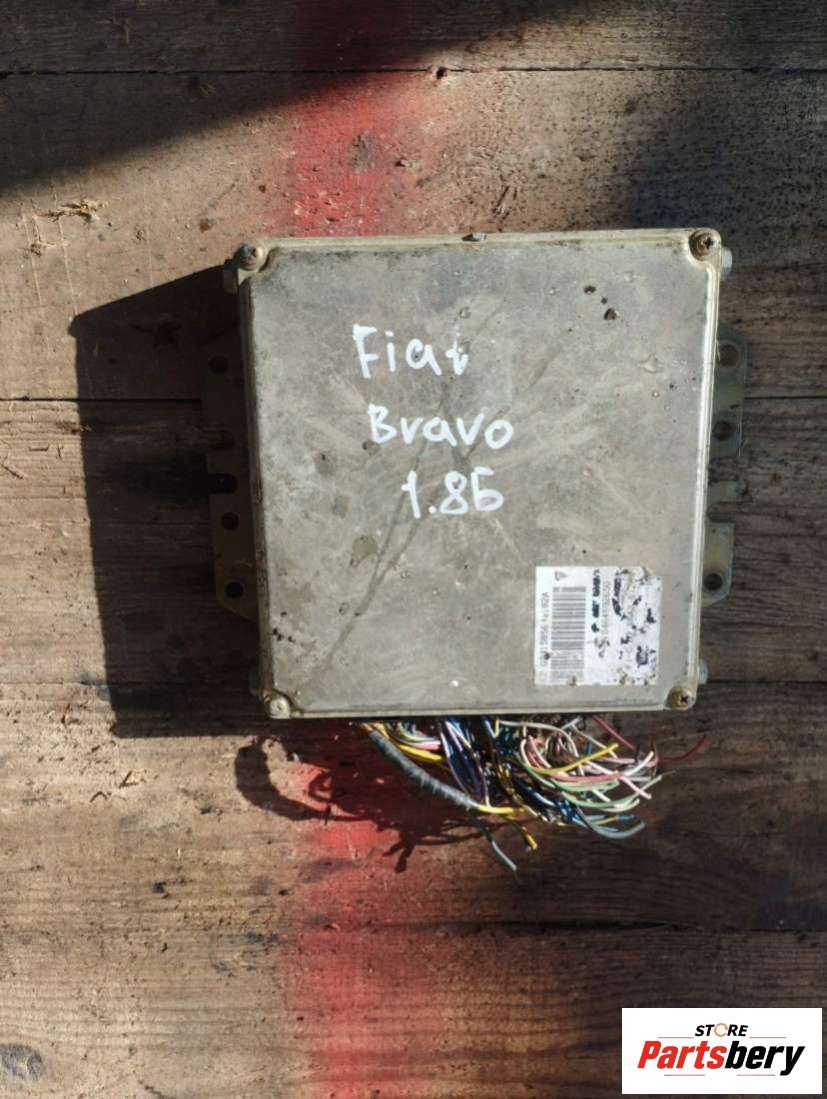 Fiat
Bravo
1.8Б
STORE
Partsbery